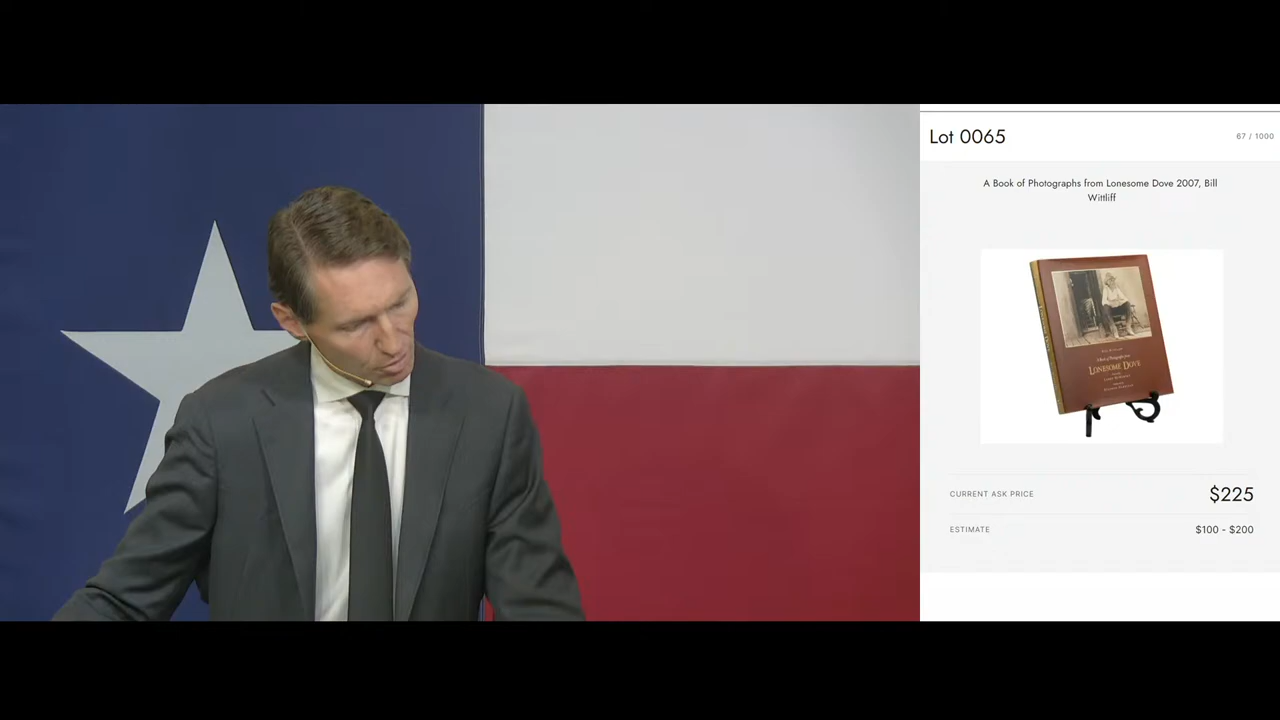 Lot 0065
67 / 1000
A Book of Photographs from Lonesome Dove 2007, Bill
Wittliff
LONESOME DOVE
CURRENT ASK PRICE
$225
ESTIMATE
$100 - $200